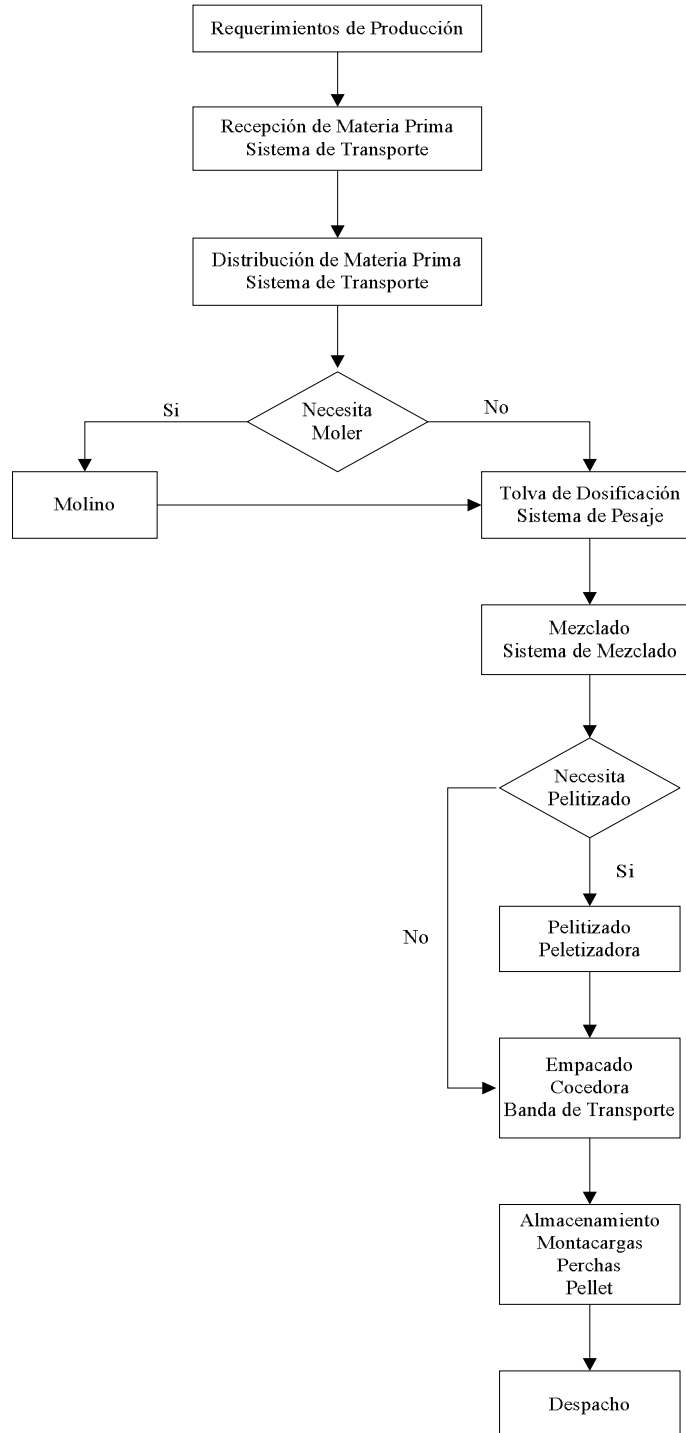 Requerimientos de Producción
Recepción de Materia Prima
Sistema de Transporte
Distribución de Materia Prima
Sistema de Transporte
Necesita
Moler
Si
No
Molino
Tolva de Dosificación
Sistema de Pesaje
Mezclado
Sistema de Mezclado
Necesita
Pelitizado
Si
No
Pelitizado
Peletizadora
Empacado
Cocedora
Banda de Transporte
Almacenamiento
Montacargas
Perchas
Pellet
Despacho